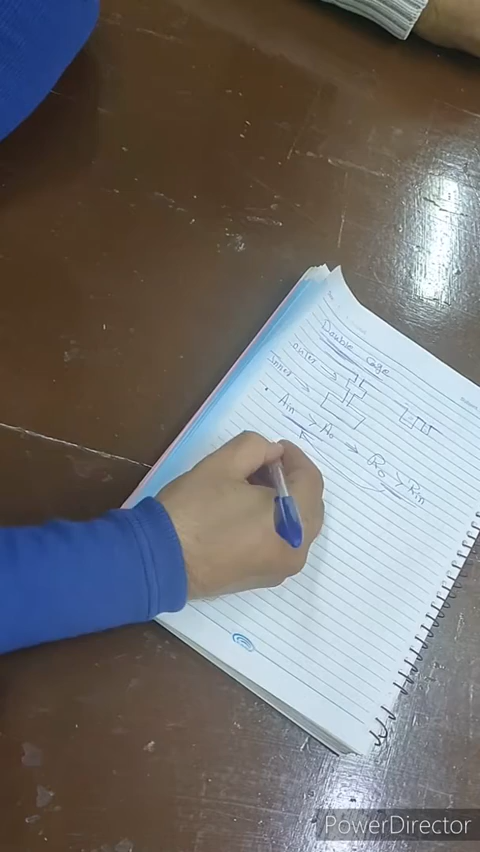 Double cage
outer
inner
• Ain > Ao → Ro > Rin
PowerDirector